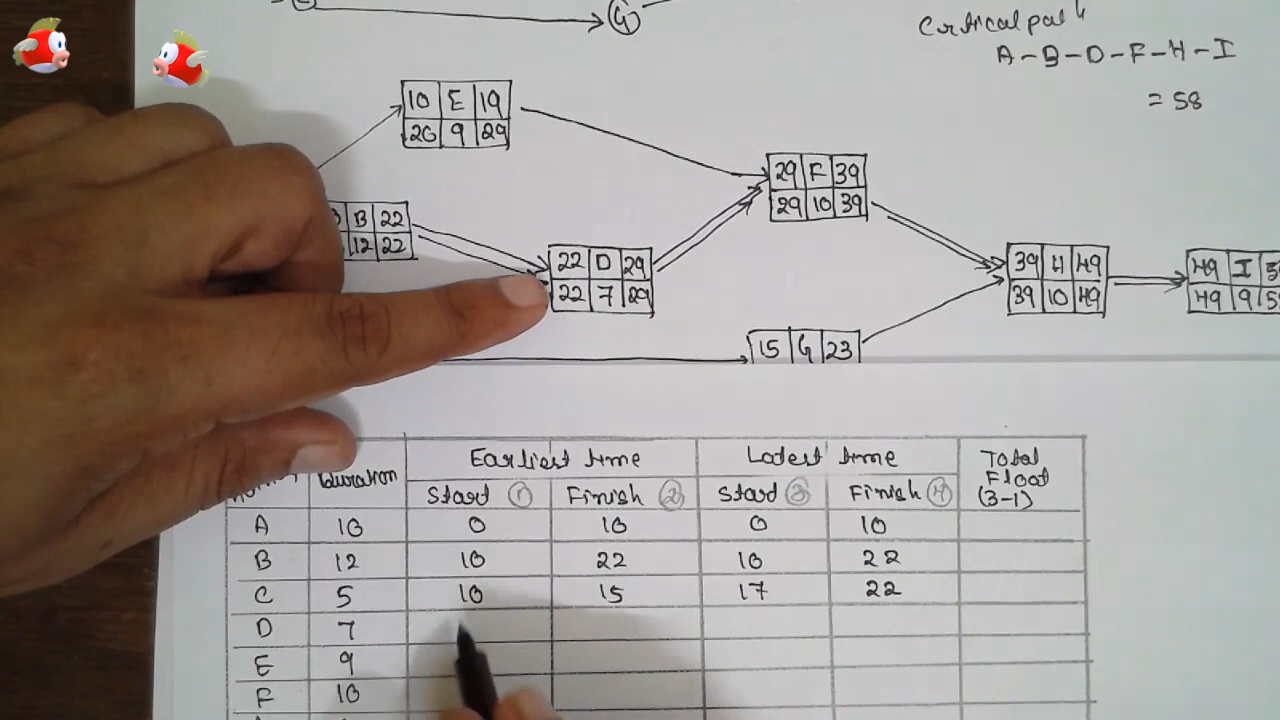 G
Critical path
A-B-D-F-H-I
= 58
10 E 19
20 9 29
29 F 39
29 10 39
B 22
12 22
22 D 29
22 7 29
39 H 49
39 10 49
49 I
49 9
15 G 23
Duration Earliest time Latest time Total Float (3-1)
Start 1 Finish 2 Start 3 Finish 4
A 10 0 10 0 10
B 12 10 22 10 22
C 5 10 15 17 22
D 7
E 9
F 10